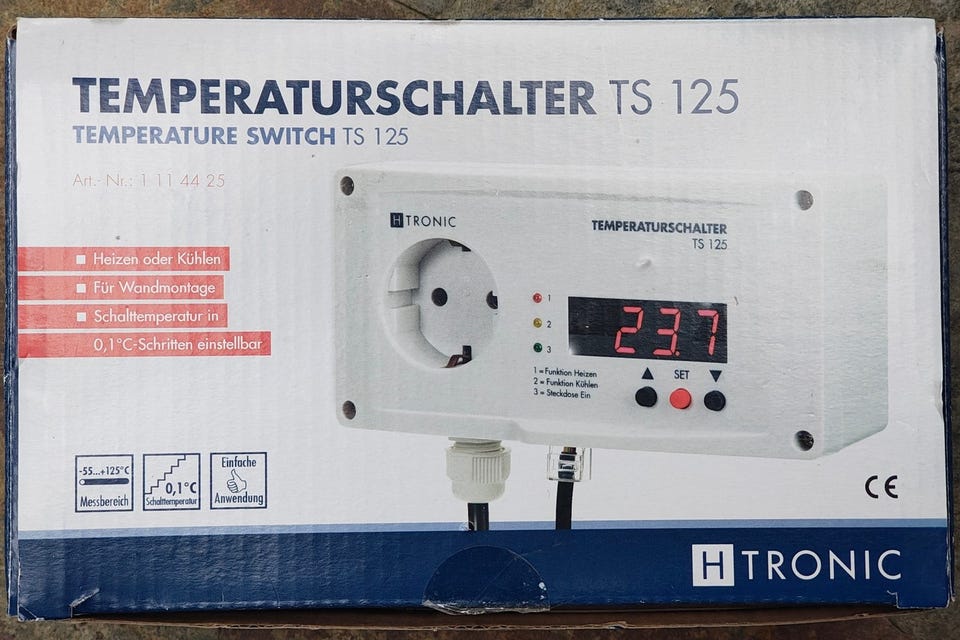 TEMPERATURSCHALTER TS 125
TEMPERATURE SWITCH TS 125
Art.- Nr.: 1 11 44 25
H TRONIC
TEMPERATURSCHALTER
TS 125
Heizen oder Kühlen
Für Wandmontage
Schalttemperatur in
0,1°C-Schritten einstellbar
1
2
3
23.7
1 = Funktion Heizen
2 = Funktion Kühlen
3 = Steckdose Ein
▲ SET ▼
-55...+125°C
Messbereich
0,1°C
Schalttemperatur
Einfache
Anwendung
CE
H TRONIC